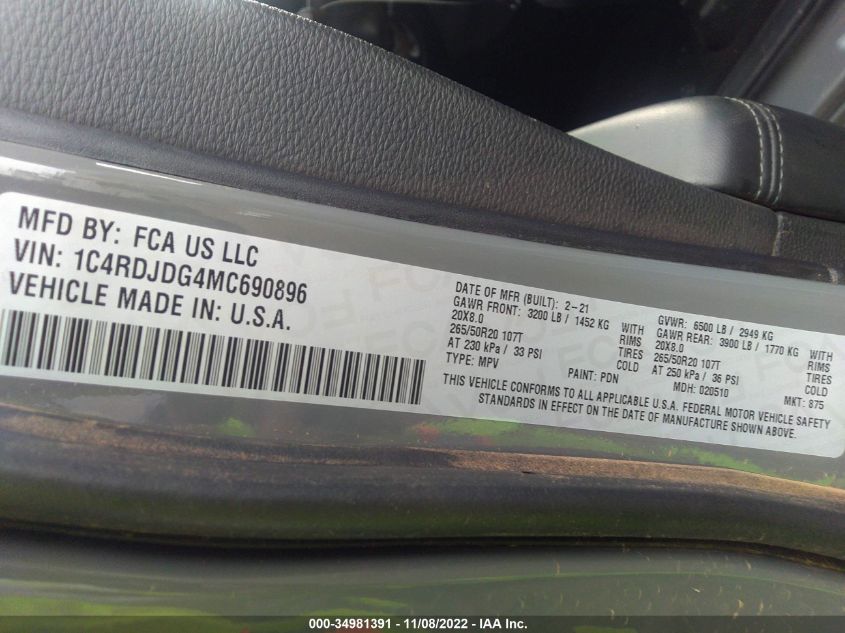 MFD BY: FCA US LLC
VIN: 1C4RDJDG4MC690896
VEHICLE MADE IN: U.S.A.
DATE OF MFR (BUILT): 2-21
GAWR FRONT: 3200 LB / 1452 KG WITH
20X8.0 RIMS
265/50R20 107T TIRES
AT 230 kPa / 33 PSI COLD
TYPE: MPV PAINT: PDN
GVWR: 6500 LB / 2949 KG
GAWR REAR: 3900 LB / 1770 KG WITH
20X8.0 RIMS
265/50R20 107T TIRES
AT 250 kPa / 36 PSI COLD
MDH: 020510 MKT: 875
THIS VEHICLE CONFORMS TO ALL APPLICABLE U.S.A. FEDERAL MOTOR VEHICLE SAFETY
STANDARDS IN EFFECT ON THE DATE OF MANUFACTURE SHOWN ABOVE.
000-34981391 - 11/08/2022 - IAA Inc.